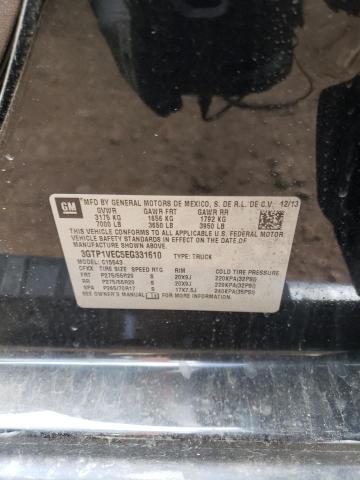 GM
MFD BY GENERAL MOTORS DE MEXICO, S. DE R.L. DE C.V. 12/13
GVWR GAWR FRT GAWR RR
3175 KG 1656 KG 1792 KG
7000 LB 3650 LB 3950 LB
THIS VEHICLE CONFORMS TO ALL APPLICABLE U.S. FEDERAL MOTOR
VEHICLE SAFETY STANDARDS IN EFFECT ON THE DATE OF
MANUFACTURE SHOWN ABOVE.
3GTP1VEC5EG331610 TYPE: TRUCK
MODEL: C15543
CFXX TIRE SIZE SPEED RTG RIM COLD TIRE PRESSURE
FRT P275/55R20 S 20X9J 220KPA(32PSI)
RR P275/55R20 S 20X9J 220KPA(32PSI)
SPA P265/70R17 S 17X7.5J 240KPA(35PSI)
SEE OWNER'S MANUAL FOR ADDITIONAL INFORMATION.